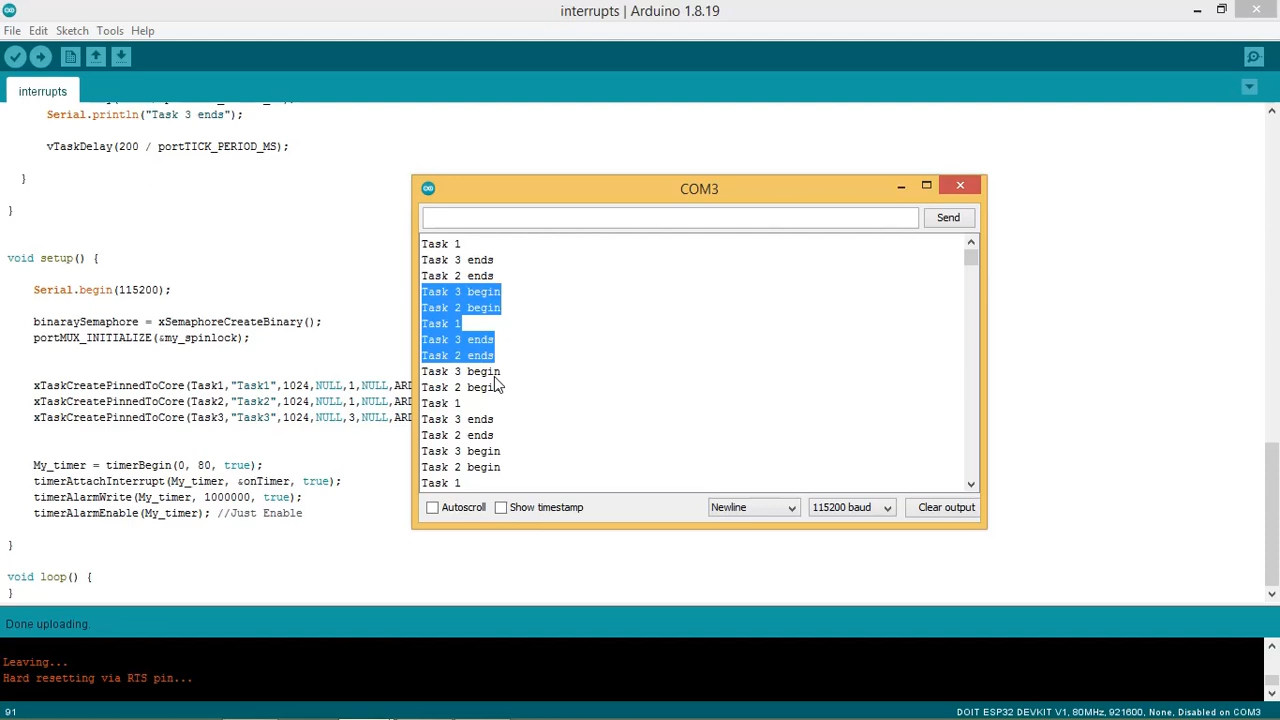 interrupts | Arduino 1.8.19
File Edit Sketch Tools Help
interrupts
Serial.println("Task 3 ends");
vTaskDelay(200 / portTICK_PERIOD_MS);
}
}
void setup() {
Serial.begin(115200);
binaraySemaphore = xSemaphoreCreateBinary();
portMUX_INITIALIZE(&my_spinlock);
xTaskCreatePinnedToCore(Task1,"Task1",1024,NULL,1,NULL,ARD
xTaskCreatePinnedToCore(Task2,"Task2",1024,NULL,2,NULL,ARD
xTaskCreatePinnedToCore(Task3,"Task3",1024,NULL,3,NULL,ARD
My_timer = timerBegin(0, 80, true);
timerAttachInterrupt(My_timer, &onTimer, true);
timerAlarmWrite(My_timer, 1000000, true);
timerAlarmEnable(My_timer); //Just Enable
}
void loop() {
}
COM3
Send
Task 1
Task 3 ends
Task 2 ends
Task 3 begin
Task 2 begin
Task 1
Task 3 ends
Task 2 ends
Task 3 begin
Task 2 begin
Task 1
Task 3 ends
Task 2 ends
Task 3 begin
Task 2 begin
Task 1
Autoscroll Show timestamp Newline 115200 baud Clear output
Done uploading.
Leaving...
Hard resetting via RTS pin...
91 DOIT ESP32 DEVKIT V1, 80MHz, 921600, None, Disabled on COM3